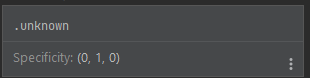 .unknown
Specificity: (0, 1, 0)